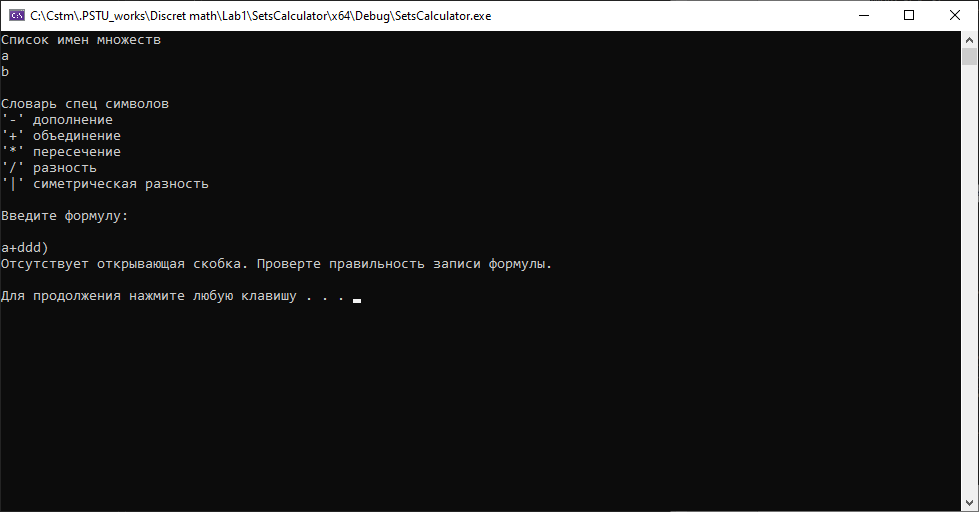 C:\Cstm\.PSTU_works\Discret math\Lab1\SetsCalculator\x64\Debug\SetsCalculator.exe
Список имен множеств
a
b
Словарь спец символов
'-' дополнение
'+' объединение
'*' пересечение
'/' разность
'|' симетрическая разность
Введите формулу:
a+ddd)
Отсутствует открывающая скобка. Проверте правильность записи формулы.
Для продолжения нажмите любую клавишу . . .